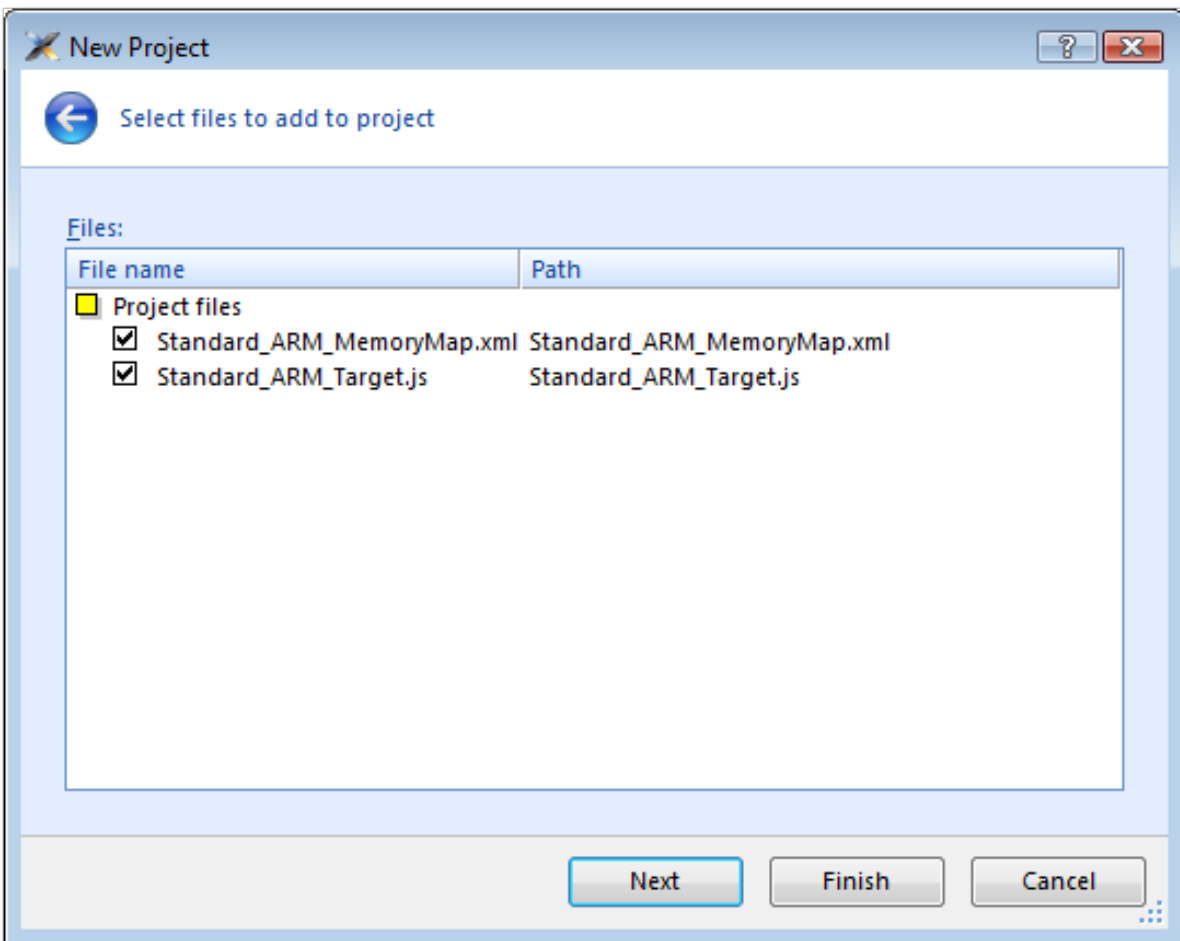 New Project
?
Select files to add to project
Files:
File name Path
Project files
Standard_ARM_MemoryMap.xml Standard_ARM_MemoryMap.xml
Standard_ARM_Target.js Standard_ARM_Target.js
Next Finish Cancel